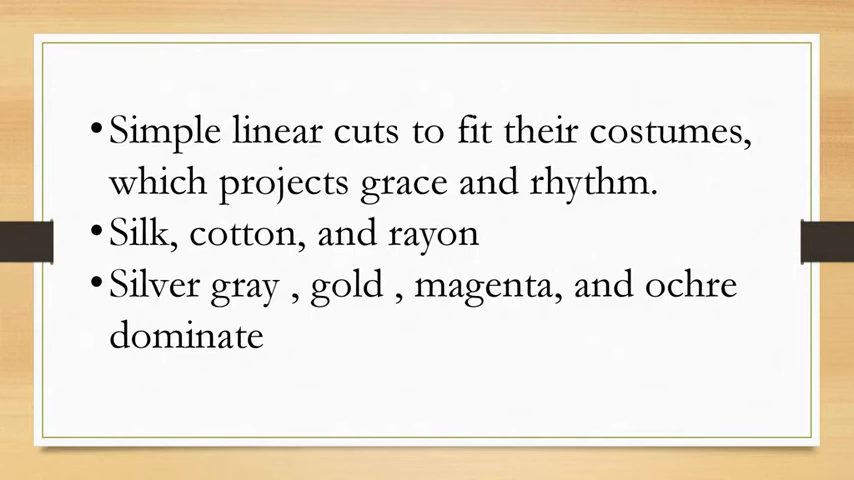 •Simple linear cuts to fit their costumes,
which projects grace and rhythm.
•Silk, cotton, and rayon
•Silver gray , gold , magenta, and ochre
dominate